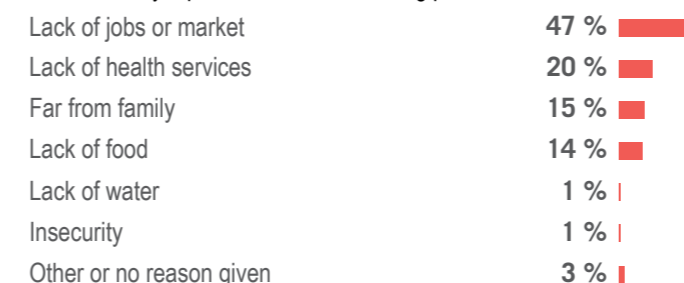 Lack of jobs or market 47 %
Lack of health services 20 %
Far from family 15 %
Lack of food 14 %
Lack of water 1 %
Insecurity 1 %
Other or no reason given 3 %